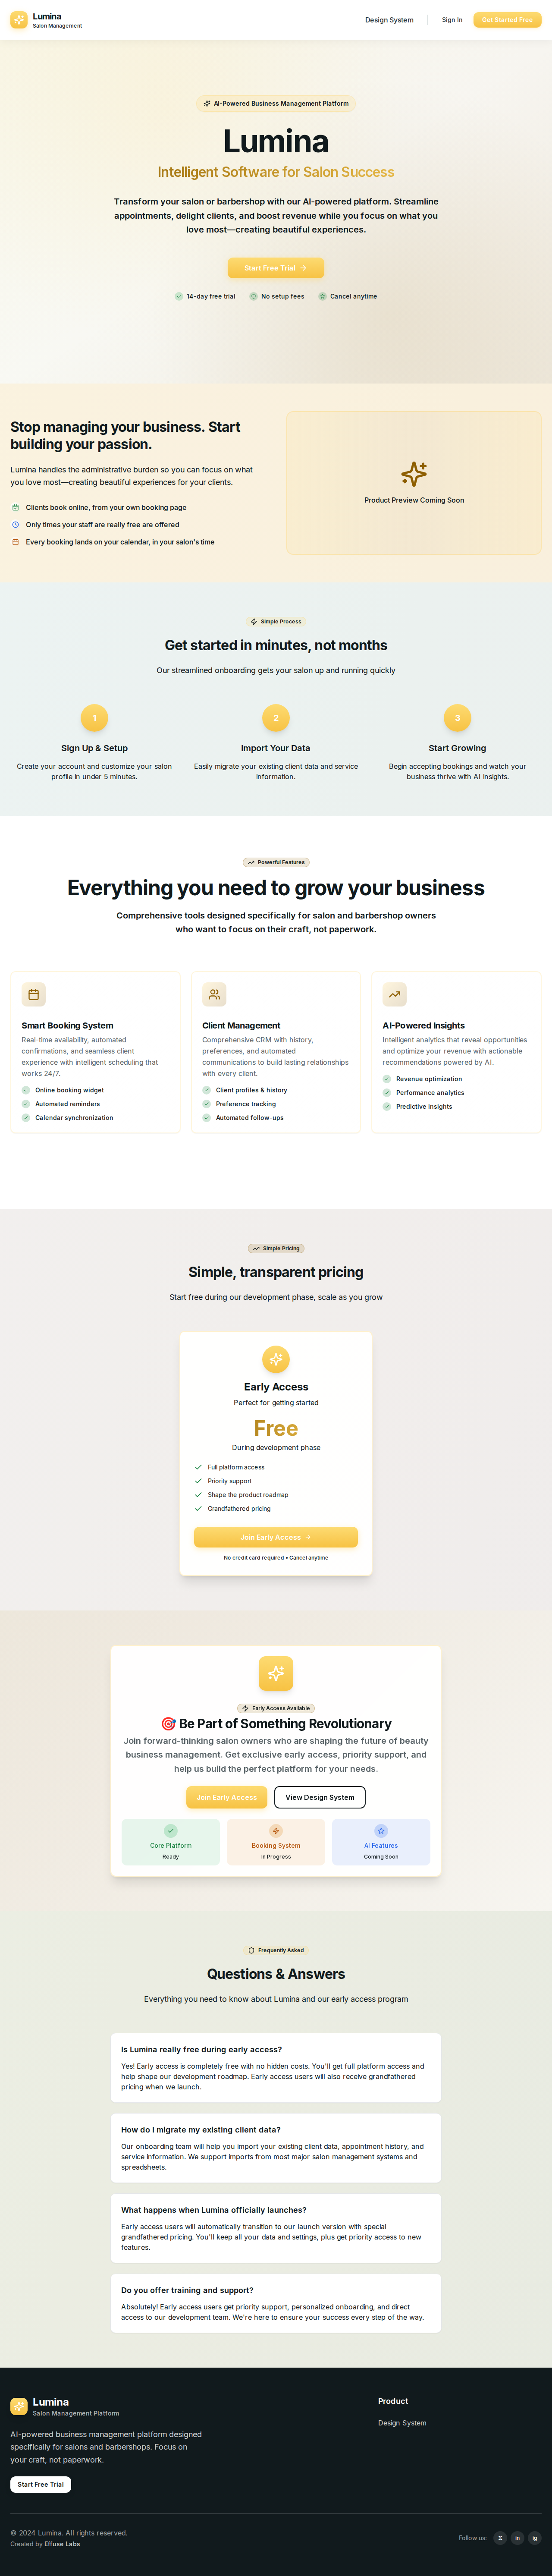 Lumina
Salon Management
Design System
Sign In
Get Started Free
AI-Powered Business Management Platform
Lumina
Intelligent Software for Salon Success
Transform your salon or barbershop with our AI-powered platform. Streamline
appointments, delight clients, and boost revenue while you focus on what you
love most—creating beautiful experiences.
Start Free Trial
14-day free trial
No setup fees
Cancel anytime
Stop managing your business. Start
building your passion.
Lumina handles the administrative burden so you can focus on what
you love most—creating beautiful experiences for your clients.
Clients book online, from your own booking page
Only times your staff are really free are offered
Every booking lands on your calendar, in your salon's time
Product Preview Coming Soon
Simple Process
Get started in minutes, not months
Our streamlined onboarding gets your salon up and running quickly
1
Sign Up & Setup
Create your account and customize your salon
profile in under 5 minutes.
2
Import Your Data
Easily migrate your existing client data and service
information.
3
Start Growing
Begin accepting bookings and watch your
business thrive with AI insights.
Powerful Features
Everything you need to grow your business
Comprehensive tools designed specifically for salon and barbershop owners
who want to focus on their craft, not paperwork.
Smart Booking System
Real-time availability, automated
confirmations, and seamless client
experience with intelligent scheduling that
works 24/7.
Online booking widget
Automated reminders
Calendar synchronization
Client Management
Comprehensive CRM with history,
preferences, and automated
communications to build lasting relationships
with every client.
Client profiles & history
Preference tracking
Automated follow-ups
AI-Powered Insights
Intelligent analytics that reveal opportunities
and optimize your revenue with actionable
recommendations powered by AI.
Revenue optimization
Performance analytics
Predictive insights
Simple Pricing
Simple, transparent pricing
Start free during our development phase, scale as you grow
Early Access
Perfect for getting started
Free
During development phase
Full platform access
Priority support
Shape the product roadmap
Grandfathered pricing
Join Early Access
No credit card required • Cancel anytime
Early Access Available
🎯 Be Part of Something Revolutionary
Join forward-thinking salon owners who are shaping the future of beauty
business management. Get exclusive early access, priority support, and
help us build the perfect platform for your needs.
Join Early Access
View Design System
Core Platform
Ready
Booking System
In Progress
AI Features
Coming Soon
Frequently Asked
Questions & Answers
Everything you need to know about Lumina and our early access program
Is Lumina really free during early access?
Yes! Early access is completely free with no hidden costs. You'll get full platform access and
help shape our development roadmap. Early access users will also receive grandfathered
pricing when we launch.
How do I migrate my existing client data?
Our onboarding team will help you import your existing client data, appointment history, and
service information. We support imports from most major salon management systems and
spreadsheets.
What happens when Lumina officially launches?
Early access users will automatically transition to our launch version with special
grandfathered pricing. You'll keep all your data and settings, plus get priority access to new
features.
Do you offer training and support?
Absolutely! Early access users get priority support, personalized onboarding, and direct
access to our development team. We're here to ensure your success every step of the way.
Lumina
Salon Management Platform
AI-powered business management platform designed
specifically for salons and barbershops. Focus on
your craft, not paperwork.
Start Free Trial
Product
Design System
© 2024 Lumina. All rights reserved.
Created by Effuse Labs
Follow us:
in
ig